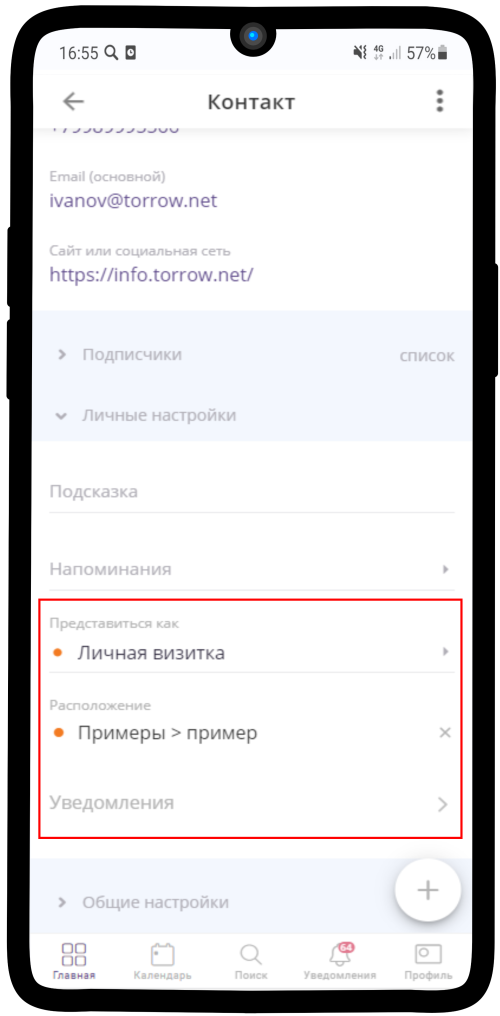 16:55
4G
57%
Контакт
Email (основной)
ivanov@torrow.net
Сайт или социальная сеть
https://info.torrow.net/
Подписчики список
Личные настройки
Подсказка
Напоминания
Представиться как
Личная визитка
Расположение
Примеры > пример
Уведомления
Общие настройки
64
Главная Календарь Поиск Уведомления Профиль